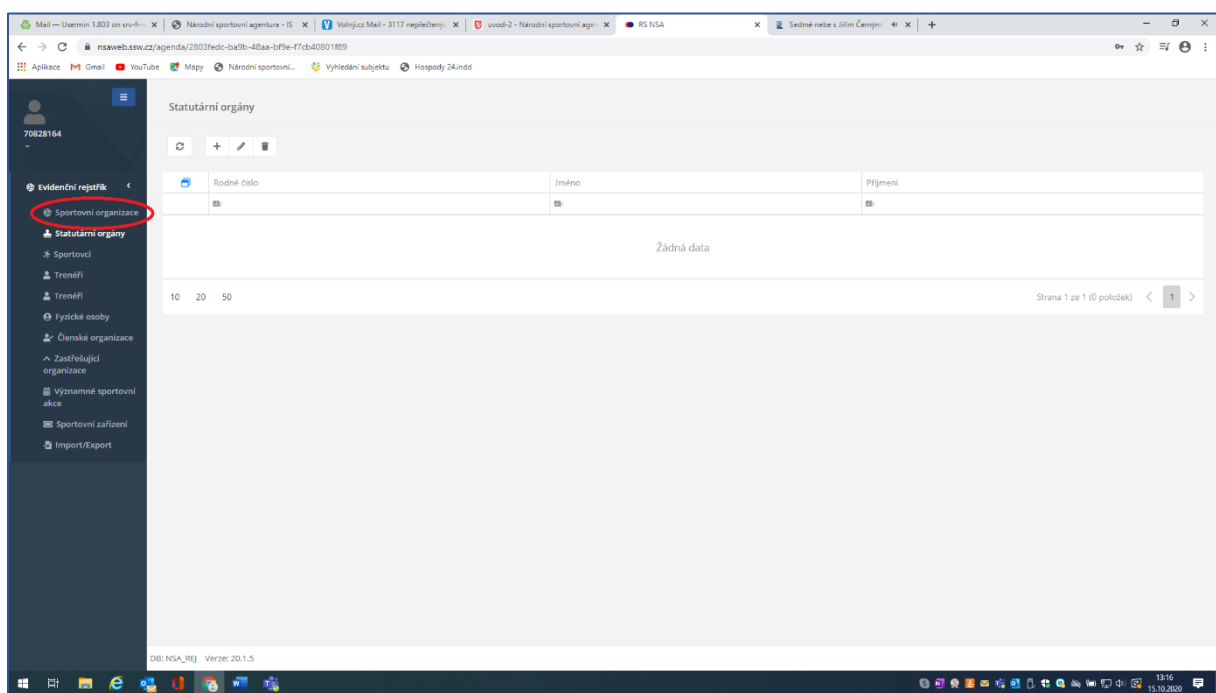 Mail — Usermin 1.803 on srv-fr
Národní sportovní agentura - IS
Volný.cz Mail - 3117 nepřečtený
uvod-2 - Národní sportovní agen
RS NSA
Sedmé nebe s Jiřím Černým
nsaweb.ssw.cz/agenda/2803fedc-ba9b-48aa-bf9e-f7cb40801f89
Aplikace Gmail YouTube Mapy Národní sportovní... Vyhledání subjektu Hospody 24.indd
70828164
Evidenční rejstřík
Sportovní organizace
Statutární orgány
Sportovci
Trenéři
Trenéři
Fyzické osoby
Členské organizace
Zastřešující
organizace
Významné sportovní
akce
Sportovní zařízení
Import/Export
Statutární orgány
Rodné číslo Jméno Příjmení
Žádná data
10 20 50
Strana 1 ze 1 (0 položek) 1
DB: NSA_REJ Verze: 20.1.5
13:16
15.10.2020